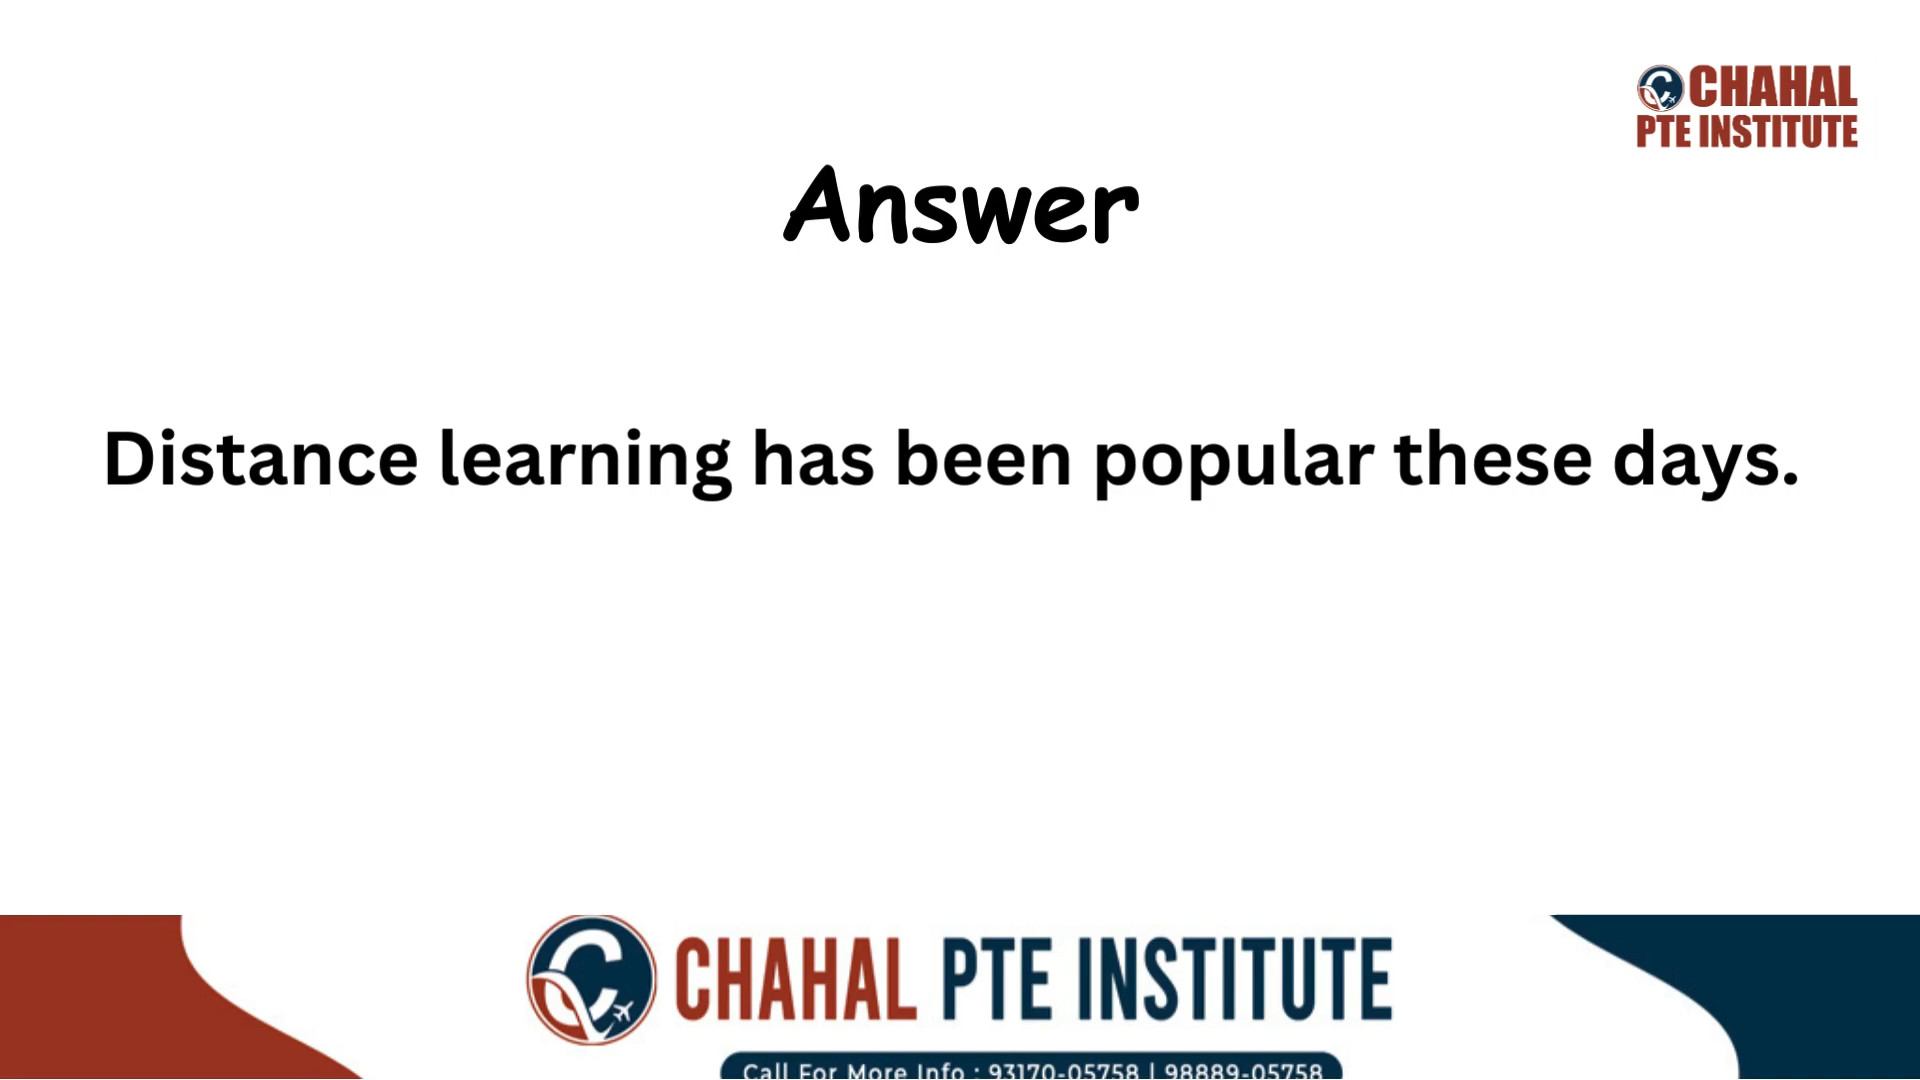 CHAHAL
PTE INSTITUTE
Answer
Distance learning has been popular these days.
CHAHAL PTE INSTITUTE
Call For More Info : 93170-05758 | 98889-05758